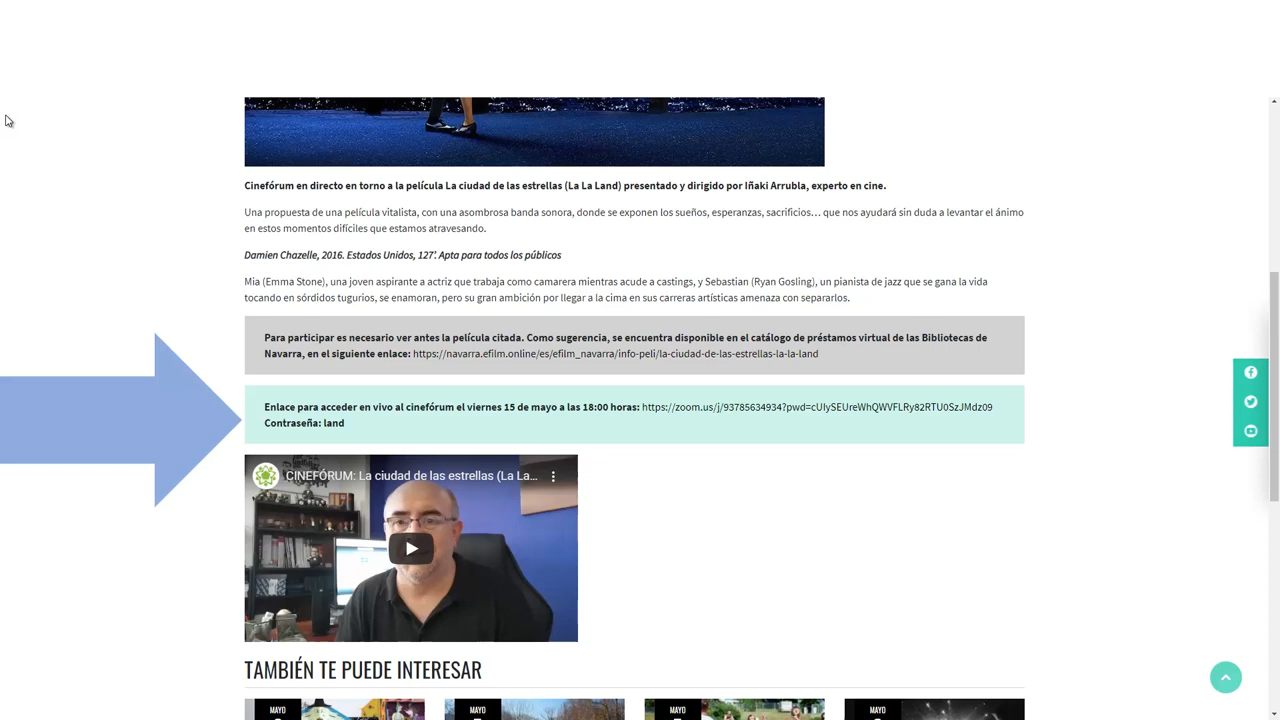 Cinefórum en directo en torno a la película La ciudad de las estrellas (La La Land) presentado y dirigido por Iñaki Arrubla, experto en cine.
Una propuesta de una película vitalista, con una asombrosa banda sonora, donde se exponen los sueños, esperanzas, sacrificios… que nos ayudará sin duda a levantar el ánimo
en estos momentos difíciles que estamos atravesando.
Damien Chazelle, 2016. Estados Unidos, 127'. Apta para todos los públicos
Mia (Emma Stone), una joven aspirante a actriz que trabaja como camarera mientras acude a castings, y Sebastian (Ryan Gosling), un pianista de jazz que se gana la vida
tocando en sórdidos tugurios, se enamoran, pero su gran ambición por llegar a la cima en sus carreras artísticas amenaza con separarlos.
Para participar es necesario ver antes la película citada. Como sugerencia, se encuentra disponible en el catálogo de préstamos virtual de las Bibliotecas de
Navarra, en el siguiente enlace: https://navarra.efilm.online/es/efilm_navarra/info-peli/la-ciudad-de-las-estrellas-la-la-land
Enlace para acceder en vivo al cinefórum el viernes 15 de mayo a las 18:00 horas: https://zoom.us/j/93785634934?pwd=cUIySEUreWhQWVFLRy82RTU0SzJMdz09
Contraseña: land
CINEFÓRUM: La ciudad de las estrellas (La La...
TAMBIÉN TE PUEDE INTERESAR
MAYO
MAYO
MAYO
MAYO